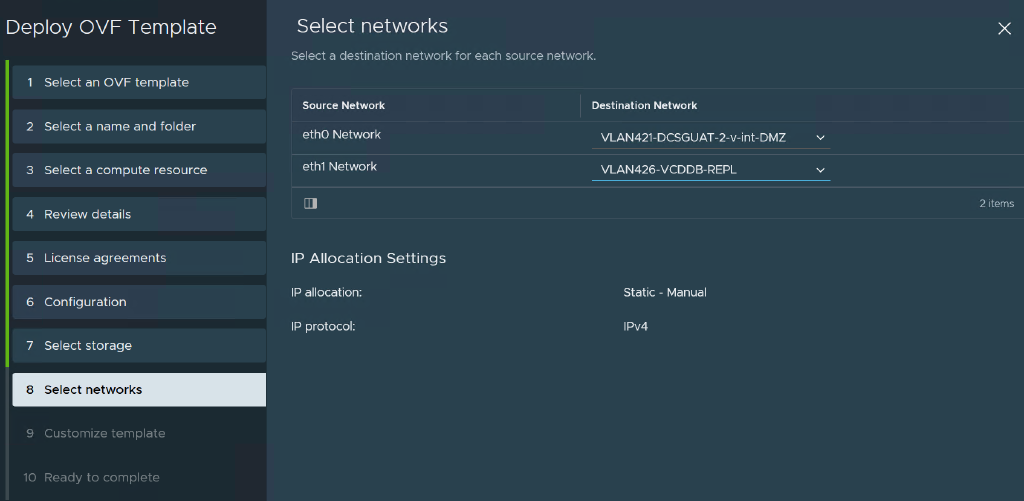 Deploy OVF Template
1 Select an OVF template
2 Select a name and folder
3 Select a compute resource
4 Review details
5 License agreements
6 Configuration
7 Select storage
8 Select networks
9 Customize template
10 Ready to complete
Select networks
Select a destination network for each source network.
Source Network Destination Network
eth0 Network VLAN421-DCSGUAT-2-v-int-DMZ
eth1 Network VLAN426-VCDDB-REPL
2 items
IP Allocation Settings
IP allocation: Static - Manual
IP protocol: IPv4